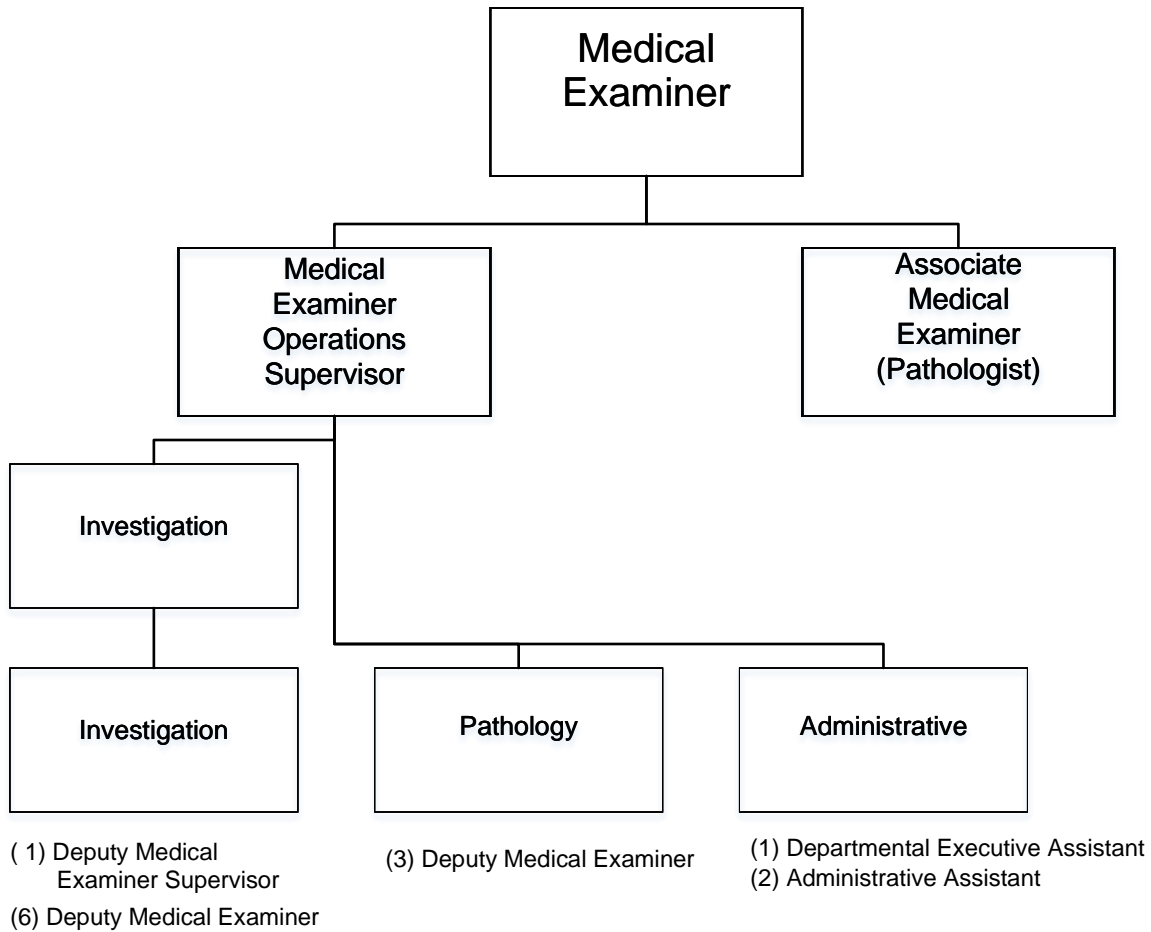 Medical
Examiner
Medical
Examiner
Operations
Supervisor
Associate
Medical
Examiner
(Pathologist)
Investigation
Investigation
Pathology
Administrative
( 1) Deputy Medical
Examiner Supervisor
(6) Deputy Medical Examiner
(3) Deputy Medical Examiner
(1) Departmental Executive Assistant
(2) Administrative Assistant